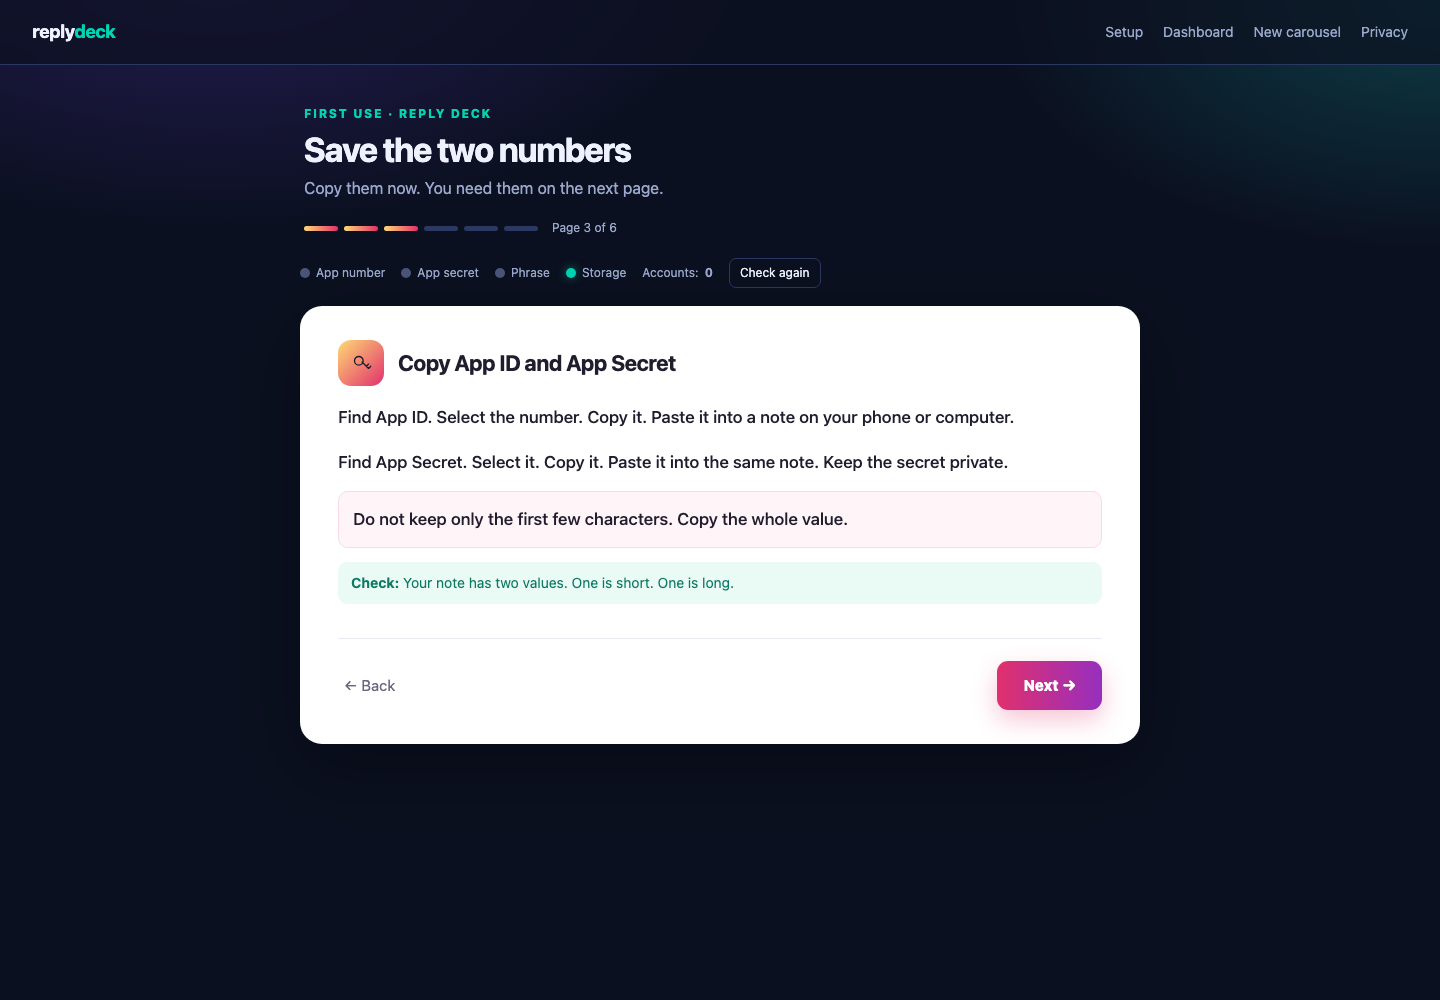 replydeck
Setup Dashboard New carousel Privacy
FIRST USE · REPLY DECK
Save the two numbers
Copy them now. You need them on the next page.
Page 3 of 6
App number App secret Phrase Storage Accounts: 0 Check again
Copy App ID and App Secret
Find App ID. Select the number. Copy it. Paste it into a note on your phone or computer.
Find App Secret. Select it. Copy it. Paste it into the same note. Keep the secret private.
Do not keep only the first few characters. Copy the whole value.
Check: Your note has two values. One is short. One is long.
← Back
Next →